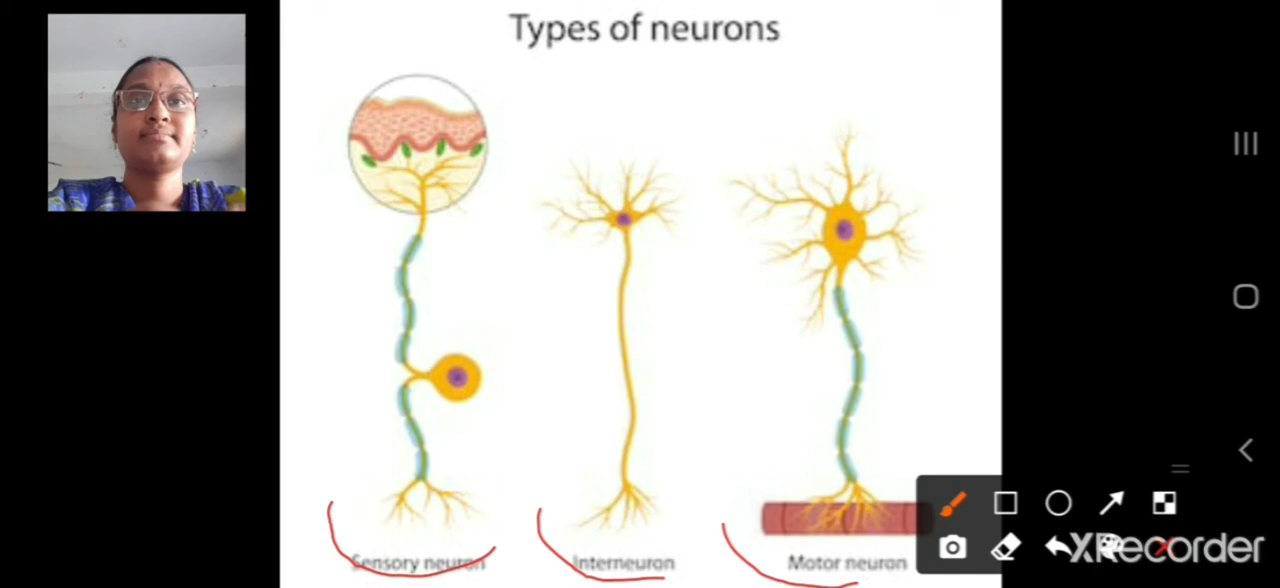 Types of neurons
Sensory neuron
Interneuron
Motor neuron
XRecorder